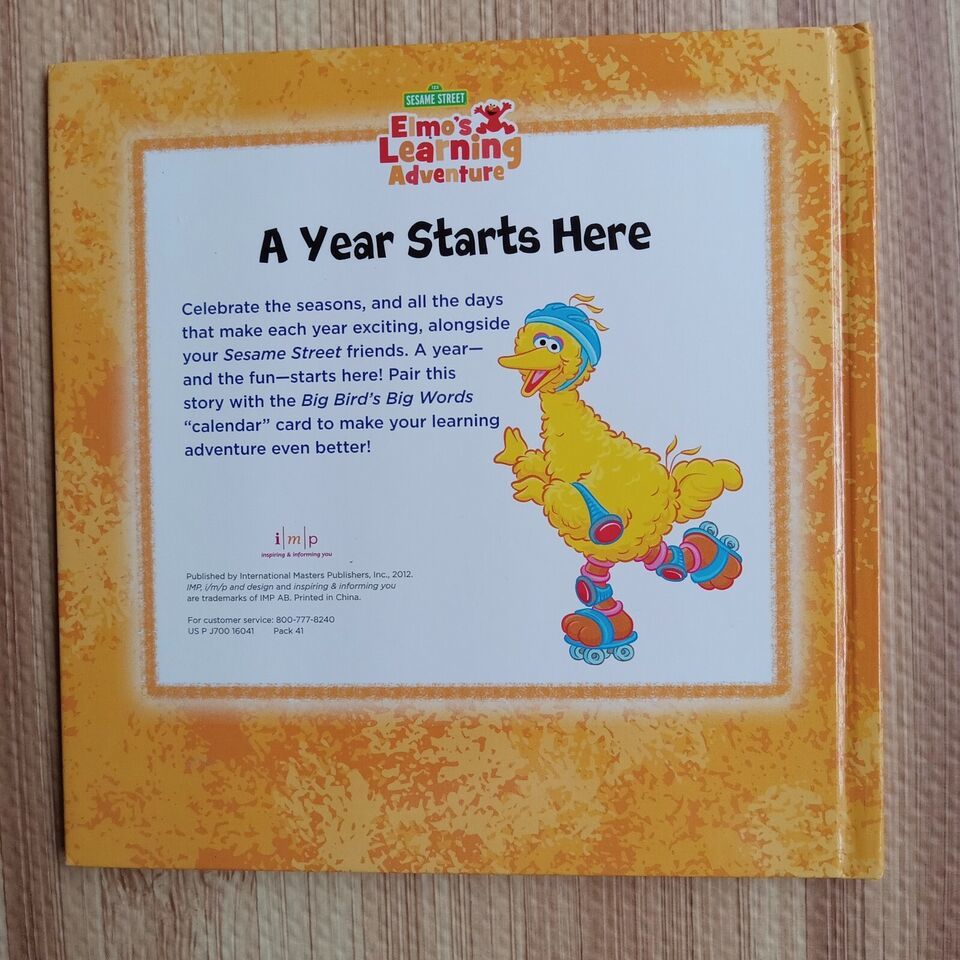 123
SESAME STREET
Elmo's
Learning
Adventure
A Year Starts Here
Celebrate the seasons, and all the days
that make each year exciting, alongside
your Sesame Street friends. A year—
and the fun—starts here! Pair this
story with the Big Bird's Big Words
“calendar” card to make your learning
adventure even better!
i|m|p
inspiring & informing you
Published by International Masters Publishers, Inc., 2012.
IMP, i/m/p and design and inspiring & informing you
are trademarks of IMP AB. Printed in China.
For customer service: 800-777-8240
US P J700 16041 Pack 41